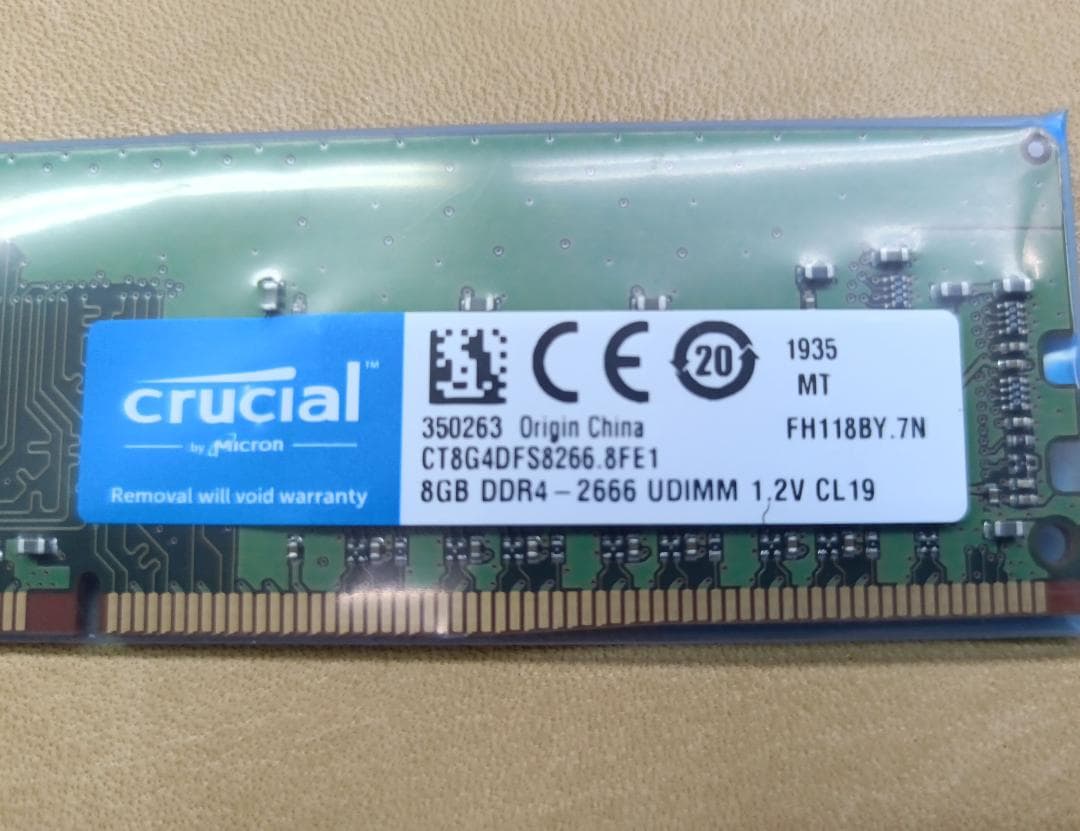 crucial™
by Micron
Removal will void warranty
CE 20 1935
MT
350263 Origin China FH118BY.7N
CT8G4DFS8266.8FE1
8GB DDR4-2666 UDIMM 1.2V CL19